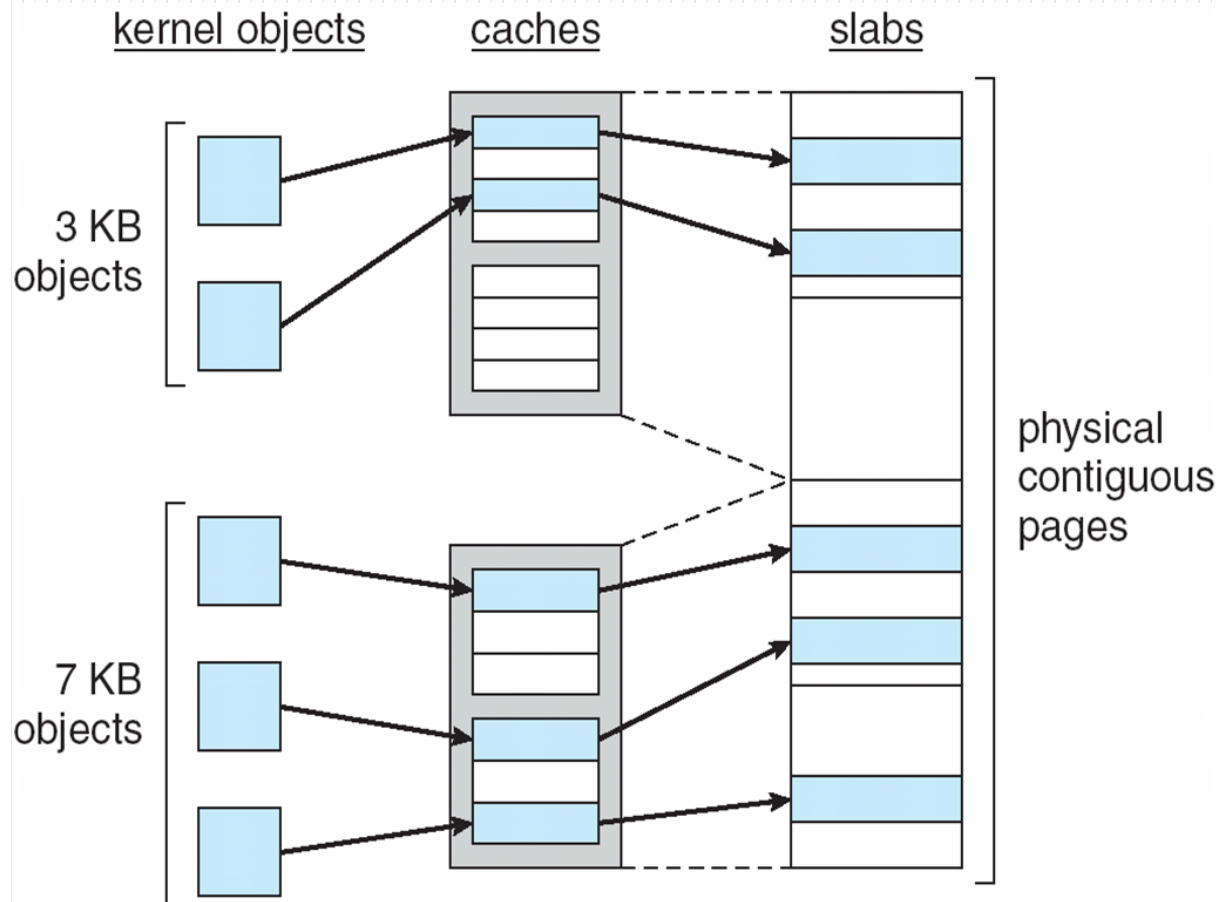 kernel objects
caches
slabs
3 KB
objects
physical
contiguous
pages
7 KB
objects